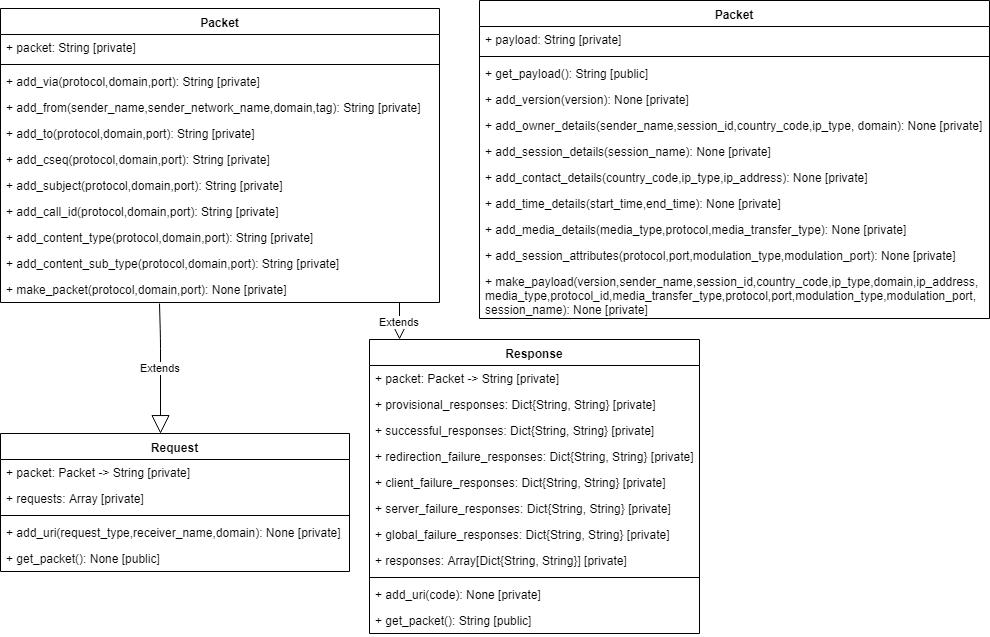 Packet
+ packet: String [private]
+ add_via(protocol,domain,port): String [private]
+ add_from(sender_name,sender_network_name,domain,tag): String [private]
+ add_to(protocol,domain,port): String [private]
+ add_cseq(protocol,domain,port): String [private]
+ add_subject(protocol,domain,port): String [private]
+ add_call_id(protocol,domain,port): String [private]
+ add_content_type(protocol,domain,port): String [private]
+ add_content_sub_type(protocol,domain,port): String [private]
+ make_packet(protocol,domain,port): None [private]
Packet
+ payload: String [private]
+ get_payload(): String [public]
+ add_version(version): None [private]
+ add_owner_details(sender_name,session_id,country_code,ip_type, domain): None [private]
+ add_session_details(session_name): None [private]
+ add_contact_details(country_code,ip_type,ip_address): None [private]
+ add_time_details(start_time,end_time): None [private]
+ add_media_details(media_type,protocol,media_transfer_type): None [private]
+ add_session_attributes(protocol,port,modulation_type,modulation_port): None [private]
+ make_payload(version,sender_name,session_id,country_code,ip_type,domain,ip_address,
media_type,protocol_id,media_transfer_type,protocol,port,modulation_type,modulation_port,
session_name): None [private]
Extends
Extends
Request
+ packet: Packet -> String [private]
+ requests: Array [private]
+ add_uri(request_type,receiver_name,domain): None [private]
+ get_packet(): None [public]
Response
+ packet: Packet -> String [private]
+ provisional_responses: Dict{String, String} [private]
+ successful_responses: Dict{String, String} [private]
+ redirection_failure_responses: Dict{String, String} [private]
+ client_failure_responses: Dict{String, String} [private]
+ server_failure_responses: Dict{String, String} [private]
+ global_failure_responses: Dict{String, String} [private]
+ responses: Array[Dict{String, String}] [private]
+ add_uri(code): None [private]
+ get_packet(): String [public]